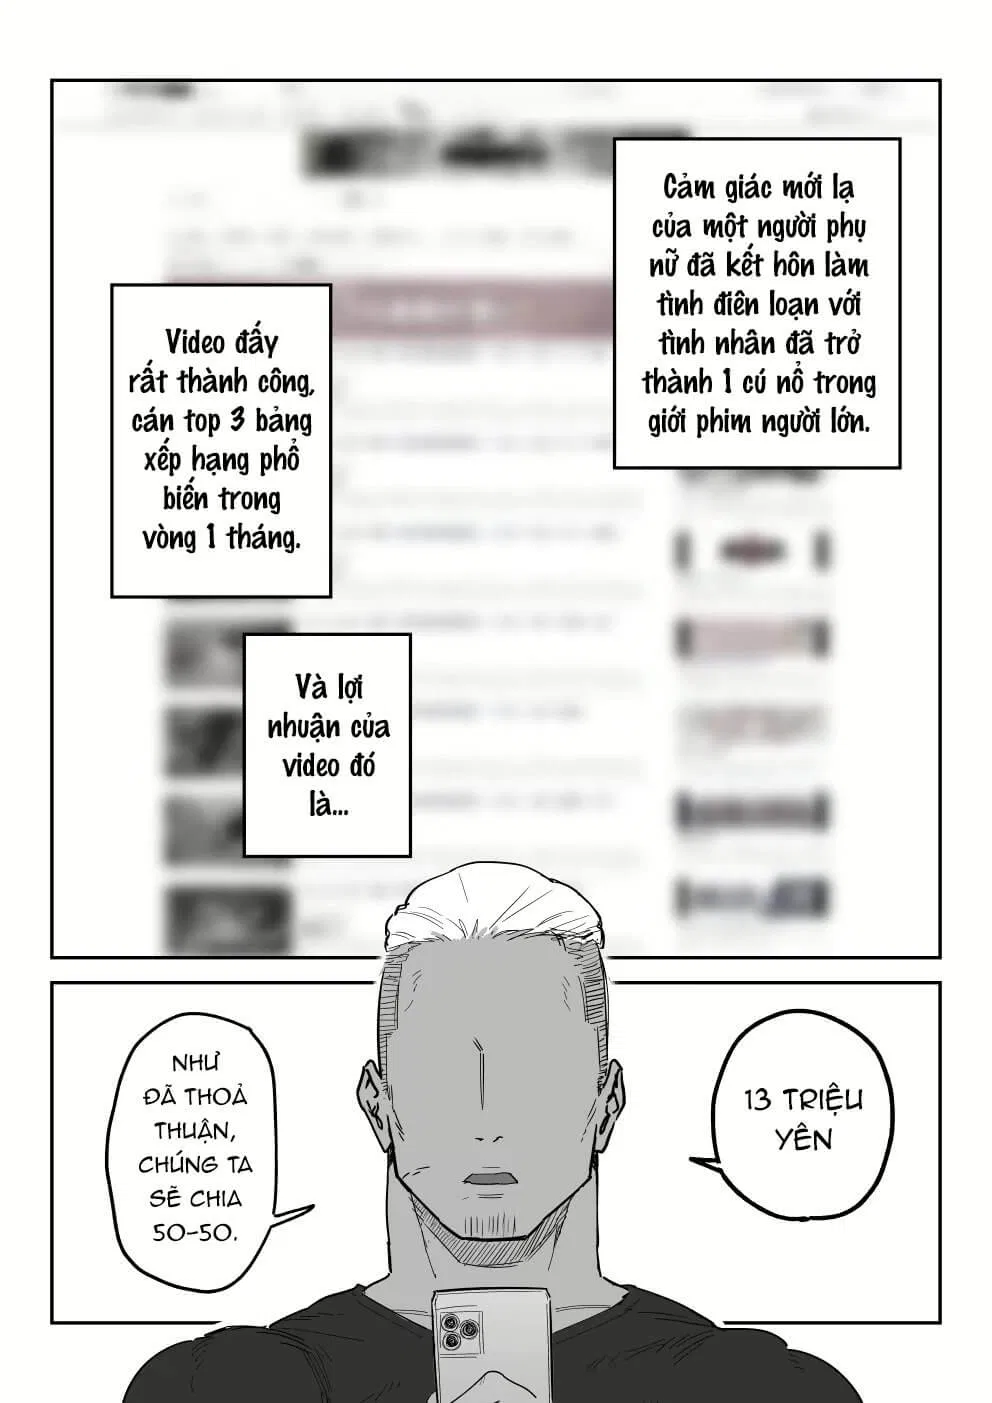 Cảm giác mới lạ
của một người phụ
nữ đã kết hôn làm
tình điên loạn với
tình nhân đã trở
thành 1 cú nổ trong
giới phim người lớn.
Video đấy
rất thành công,
cán top 3 bảng
xếp hạng phổ
biến trong
vòng 1 tháng.
Và lợi
nhuận của
video đó
là...
13 TRIỆU
YÊN
NHƯ
ĐÃ THOẢ
THUẬN,
CHÚNG TA
SẼ CHIA
50-50.